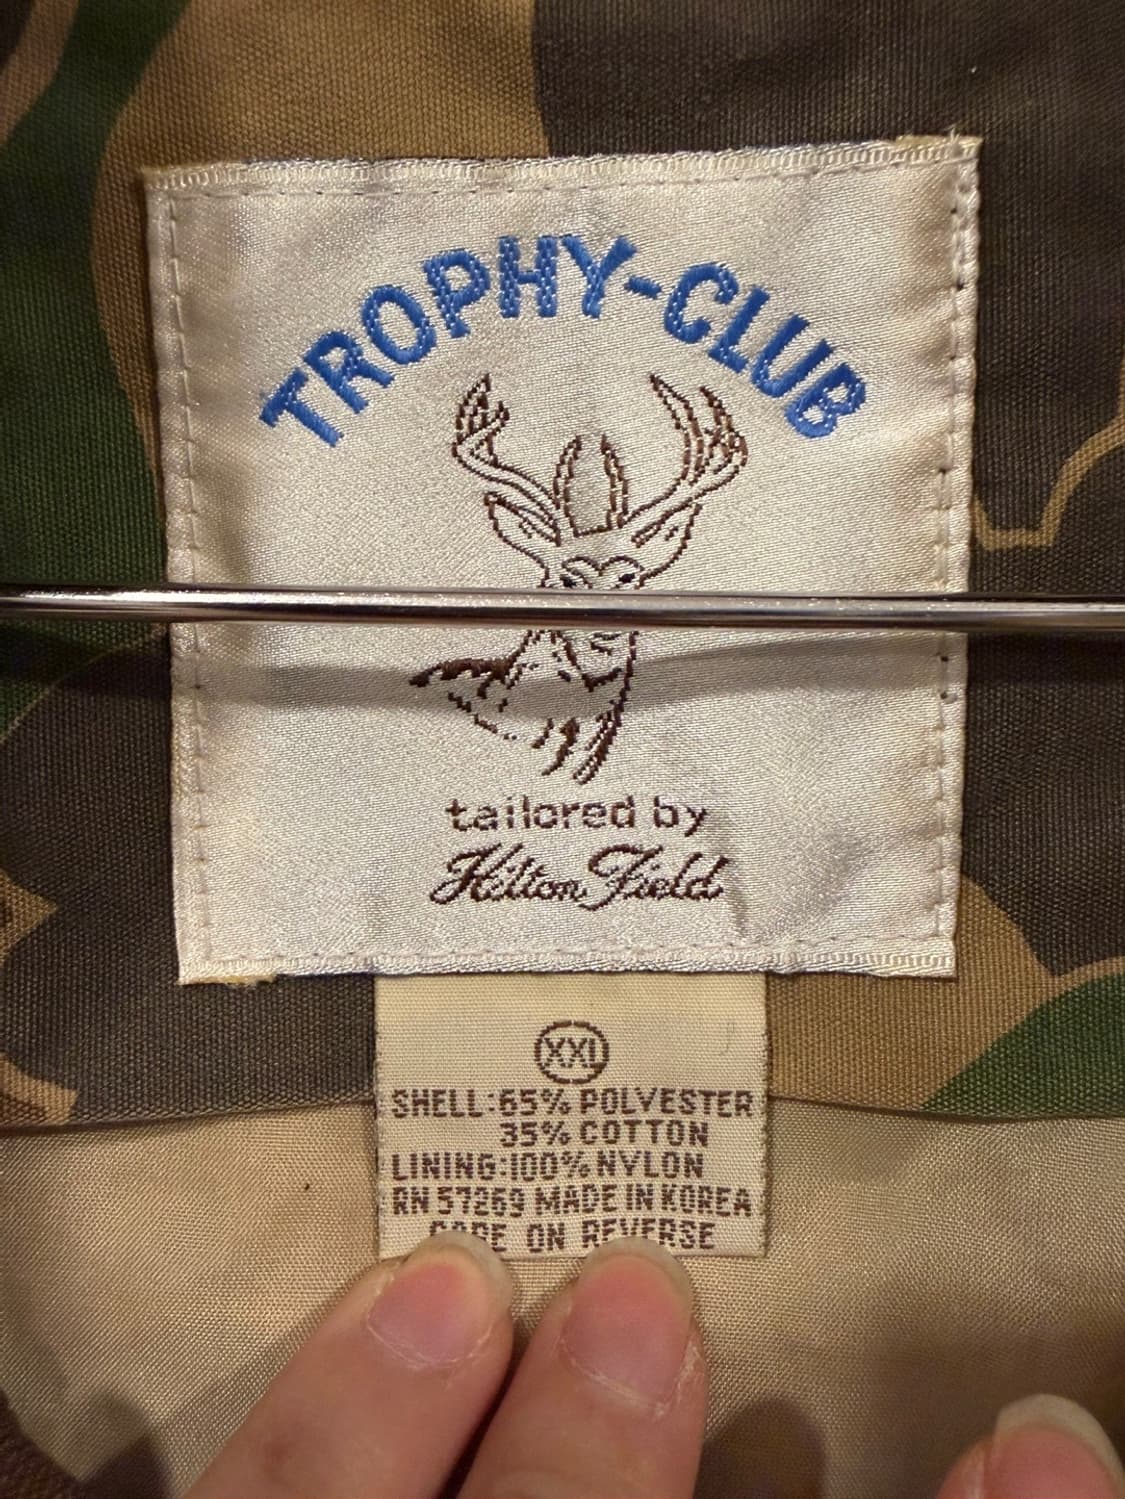 TROPHY-CLUB
tailored by
Hilton Field
XXL
SHELL:65% POLYESTER
35% COTTON
LINING:100% NYLON
RN 57269 MADE IN KOREA
CARE ON REVERSE